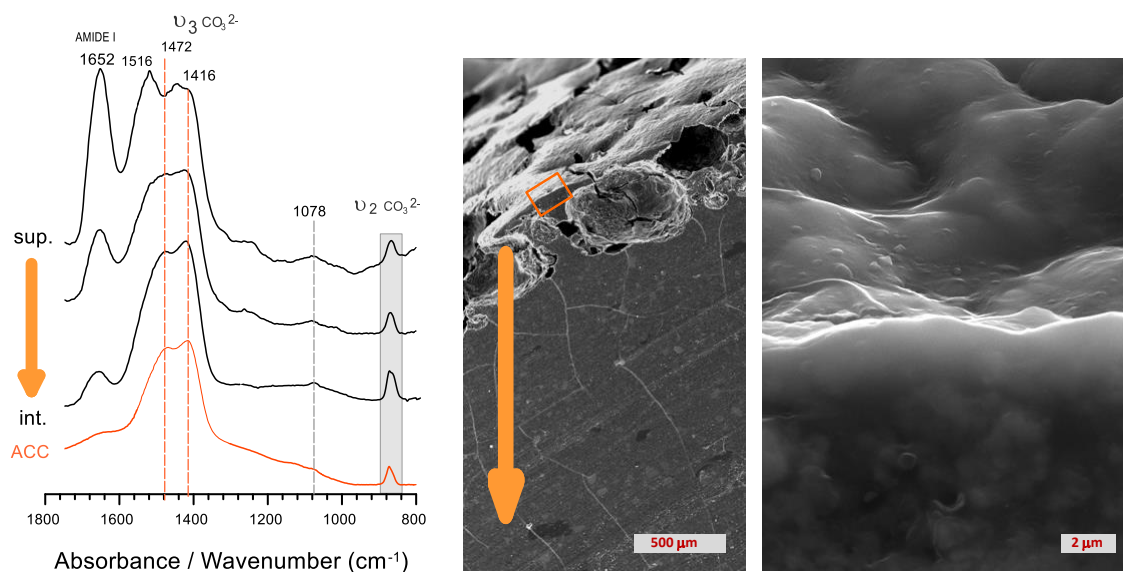 υ3 CO3 2-
AMIDE I
1472
1652 1516
1416
υ2 CO3 2-
1078
sup.
int.
ACC
1800 1600 1400 1200 1000 800
Absorbance / Wavenumber (cm-1)
500 µm
2 µm